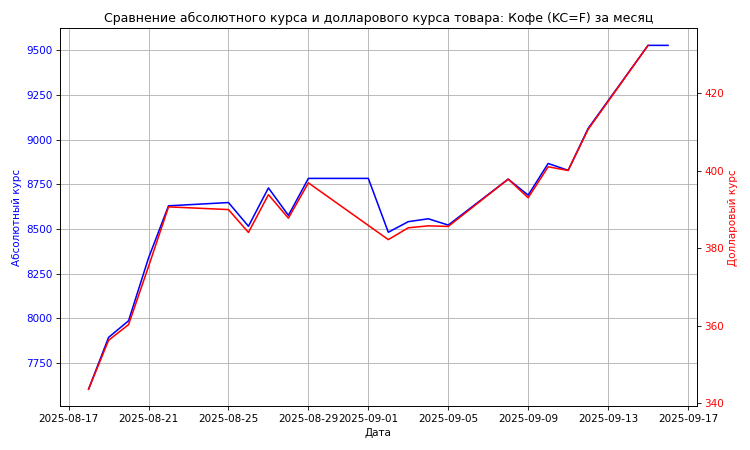 Сравнение абсолютного курса и долларового курса товара: Кофе (KC=F) за месяц
Абсолютный курс
9500
9250
9000
8750
8500
8250
8000
7750
420
400
380
360
340
Долларовый курс
2025-08-17 2025-08-21 2025-08-25 2025-08-29 2025-09-01 2025-09-05 2025-09-09 2025-09-13 2025-09-17
Дата